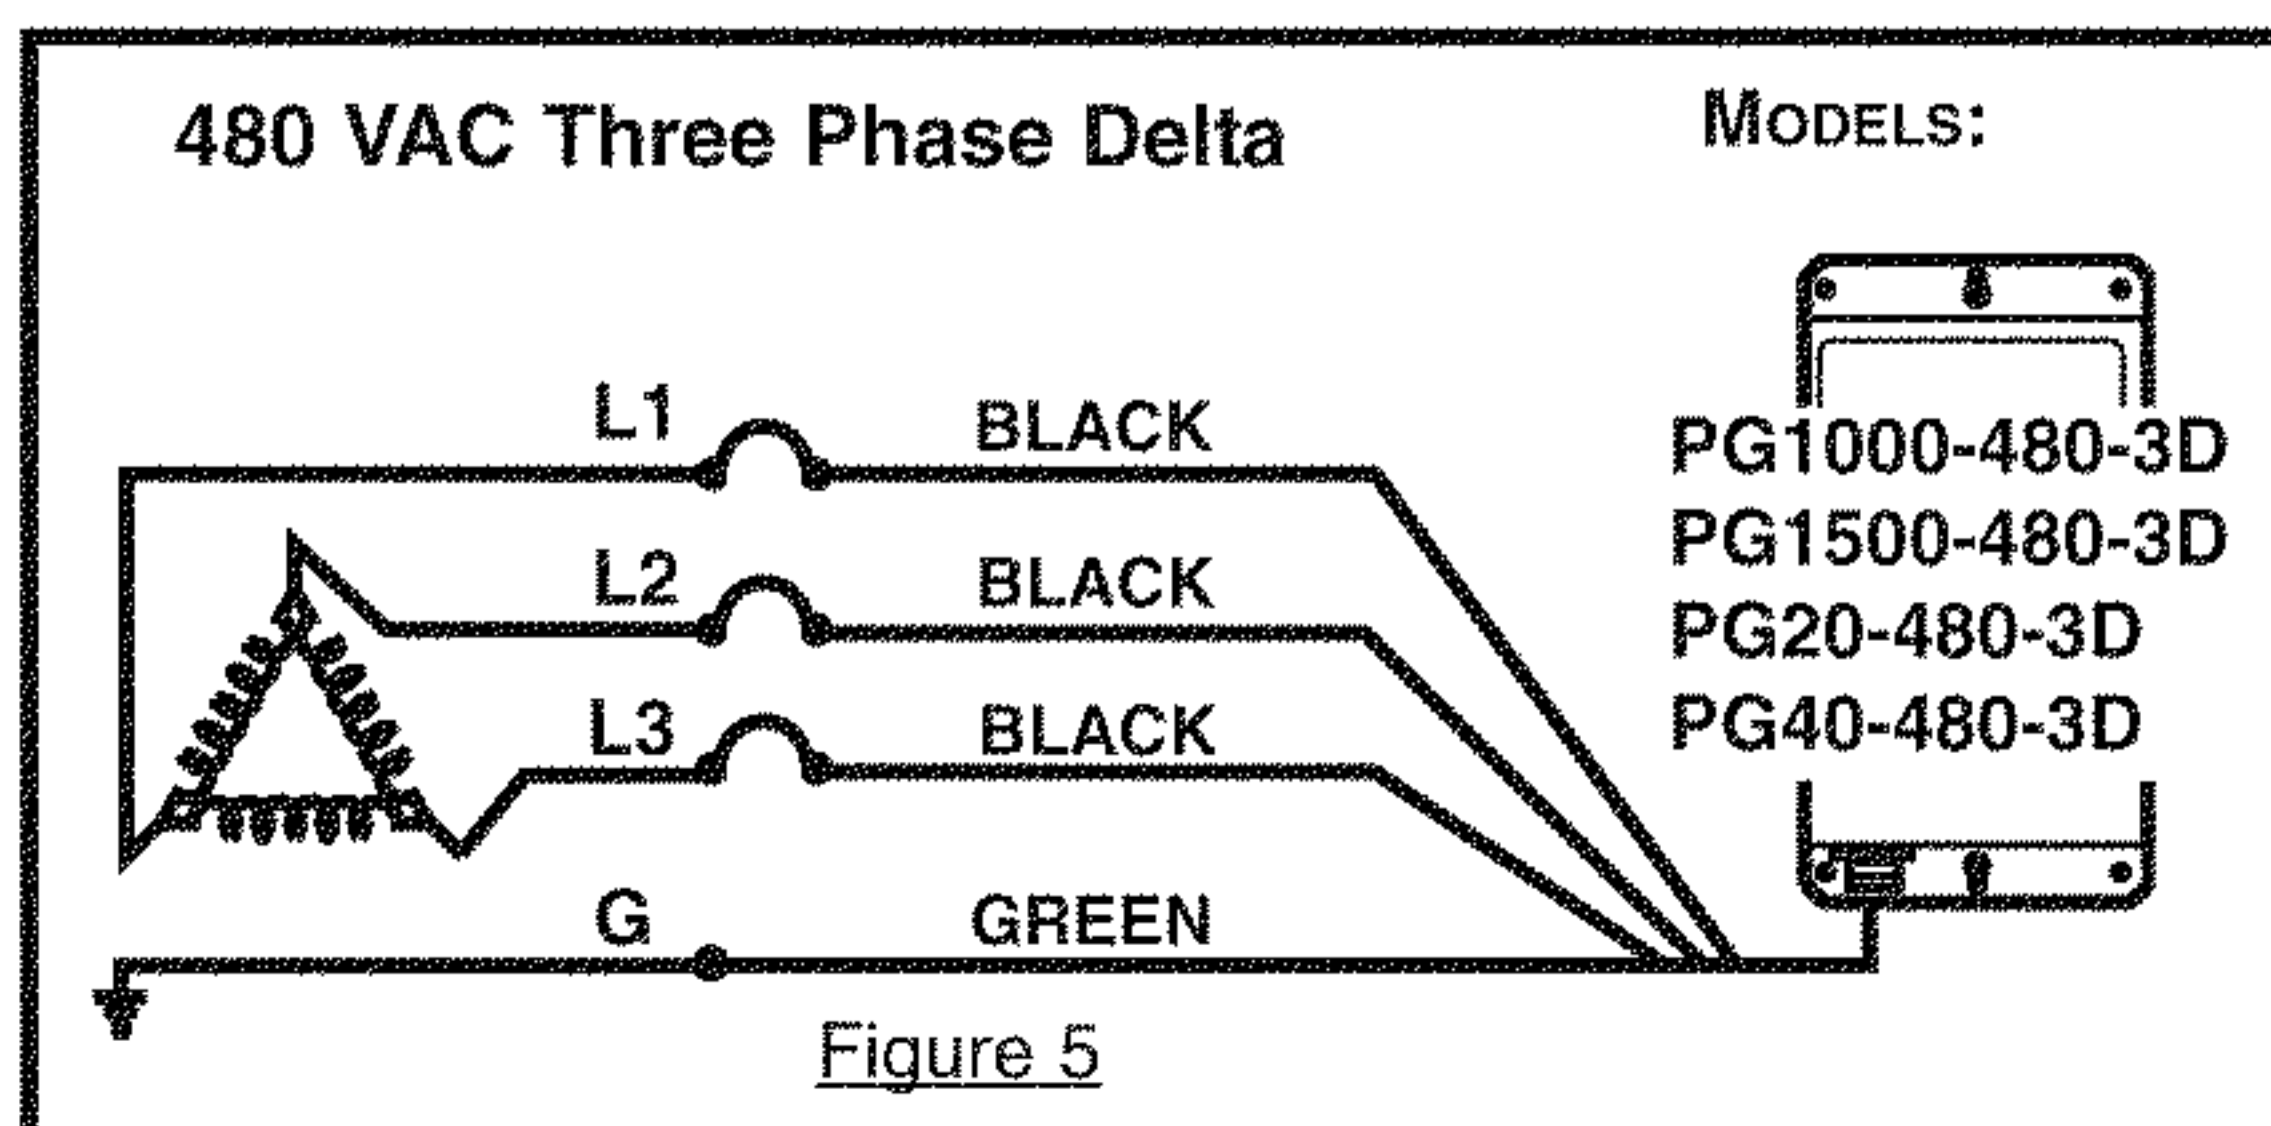 480 VAC Three Phase Delta
MODELS:
L1 BLACK
L2 BLACK
L3 BLACK
G GREEN
PG1000-480-3D
PG1500-480-3D
PG20-480-3D
PG40-480-3D
Figure 5